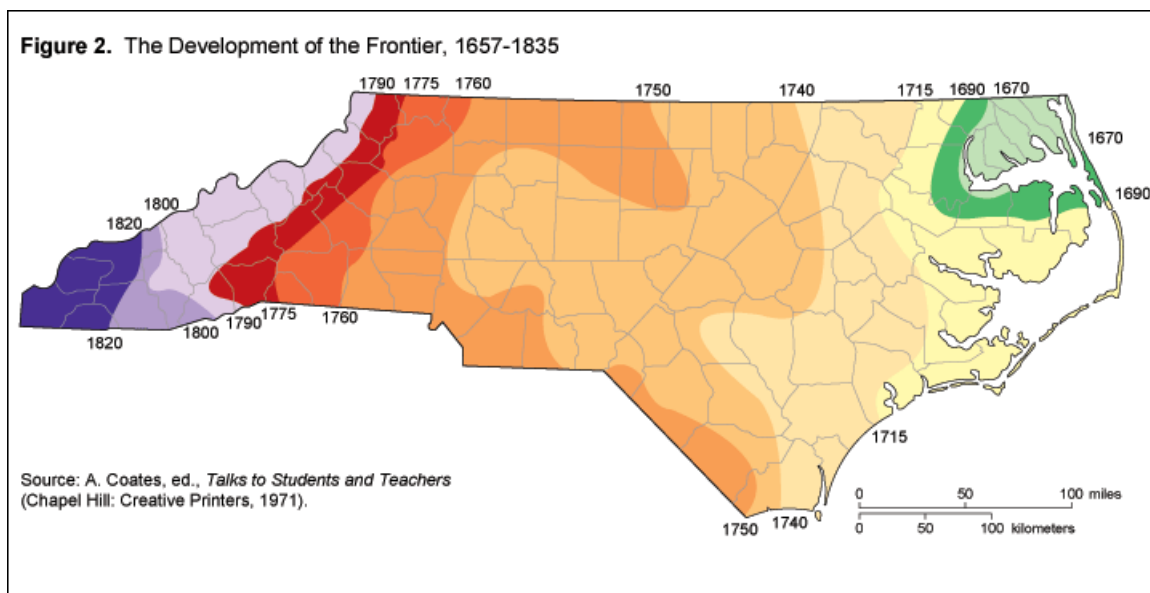 Figure 2. The Development of the Frontier, 1657-1835
1790 1775 1760 1750 1740 1715 1690 1670
1670
1690
1800
1820
1820
1800
1790
1775
1760
1715
1750
1740
Source: A. Coates, ed., Talks to Students and Teachers
(Chapel Hill: Creative Printers, 1971).
0 50 100 miles
0 50 100 kilometers